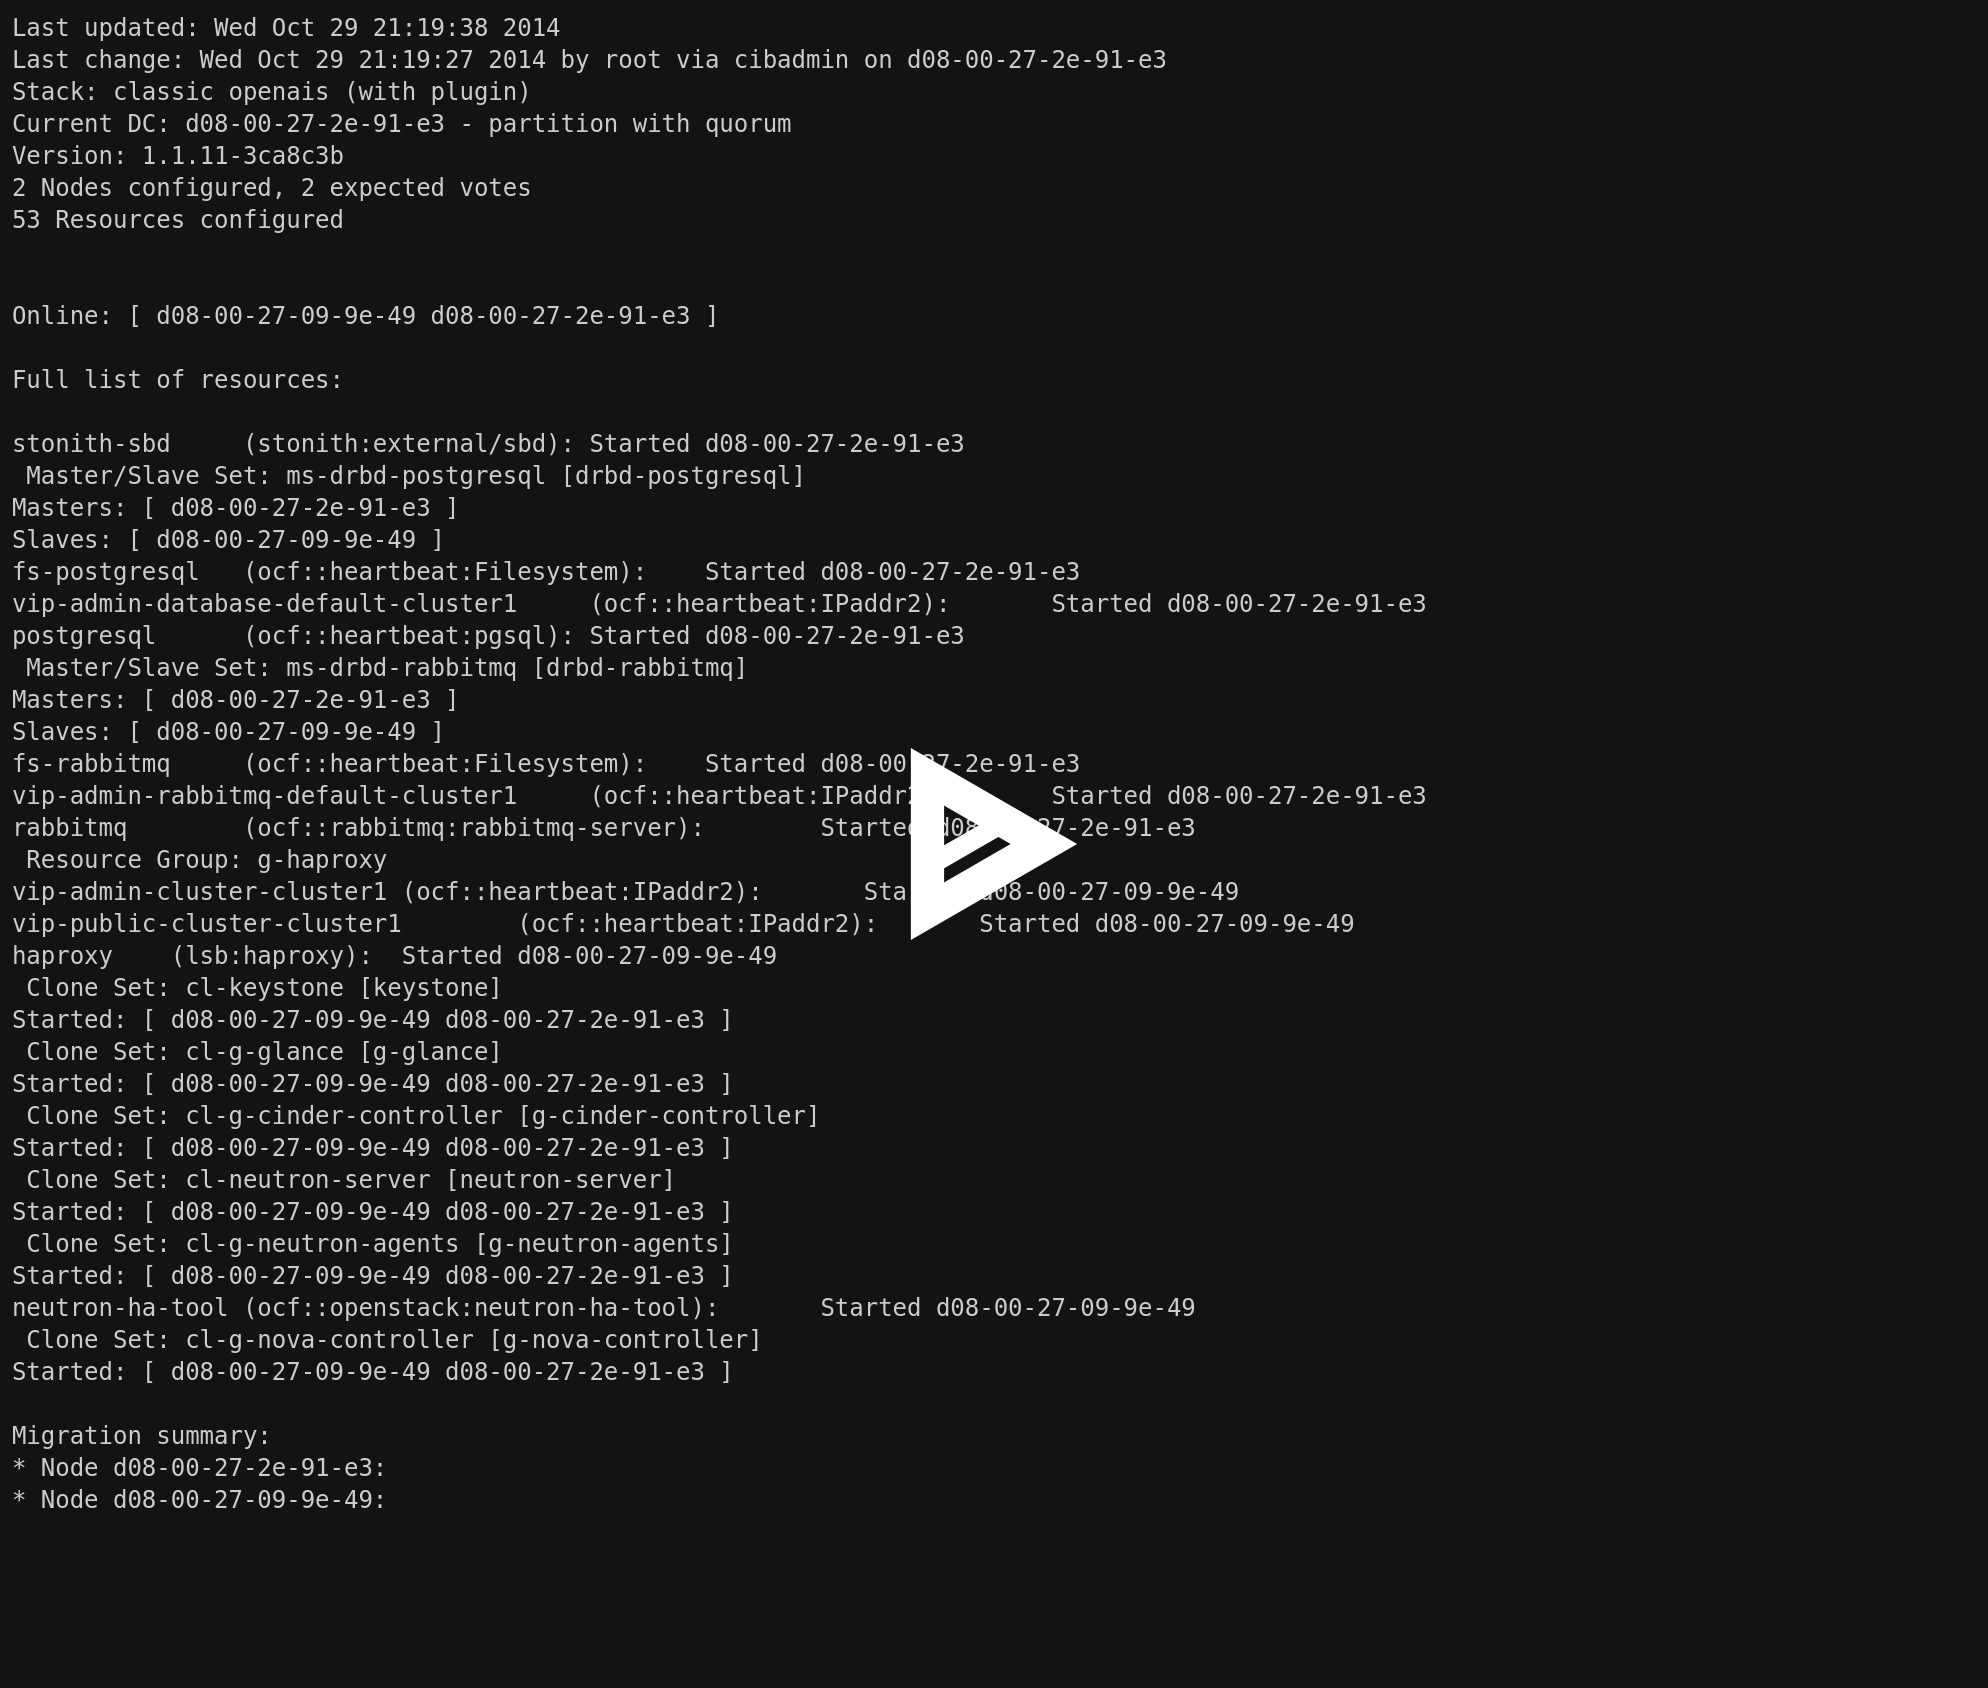 Last updated: Wed Oct 29 21:19:38 2014
Last change: Wed Oct 29 21:19:27 2014 by root via cibadmin on d08-00-27-2e-91-e3
Stack: classic openais (with plugin)
Current DC: d08-00-27-2e-91-e3 - partition with quorum
Version: 1.1.11-3ca8c3b
2 Nodes configured, 2 expected votes
53 Resources configured
Online: [ d08-00-27-09-9e-49 d08-00-27-2e-91-e3 ]
Full list of resources:
stonith-sbd     (stonith:external/sbd): Started d08-00-27-2e-91-e3
 Master/Slave Set: ms-drbd-postgresql [drbd-postgresql]
Masters: [ d08-00-27-2e-91-e3 ]
Slaves: [ d08-00-27-09-9e-49 ]
fs-postgresql   (ocf::heartbeat:Filesystem):    Started d08-00-27-2e-91-e3
vip-admin-database-default-cluster1     (ocf::heartbeat:IPaddr2):       Started d08-00-27-2e-91-e3
postgresql      (ocf::heartbeat:pgsql): Started d08-00-27-2e-91-e3
 Master/Slave Set: ms-drbd-rabbitmq [drbd-rabbitmq]
Masters: [ d08-00-27-2e-91-e3 ]
Slaves: [ d08-00-27-09-9e-49 ]
fs-rabbitmq     (ocf::heartbeat:Filesystem):    Started d08-00-27-2e-91-e3
vip-admin-rabbitmq-default-cluster1     (ocf::heartbeat:IPaddr2       Started d08-00-27-2e-91-e3
rabbitmq        (ocf::rabbitmq:rabbitmq-server):        Started d08-00-27-2e-91-e3
 Resource Group: g-haproxy
vip-admin-cluster-cluster1 (ocf::heartbeat:IPaddr2):       Sta d08-00-27-09-9e-49
vip-public-cluster-cluster1        (ocf::heartbeat:IPaddr2):       Started d08-00-27-09-9e-49
haproxy    (lsb:haproxy):  Started d08-00-27-09-9e-49
 Clone Set: cl-keystone [keystone]
Started: [ d08-00-27-09-9e-49 d08-00-27-2e-91-e3 ]
 Clone Set: cl-g-glance [g-glance]
Started: [ d08-00-27-09-9e-49 d08-00-27-2e-91-e3 ]
 Clone Set: cl-g-cinder-controller [g-cinder-controller]
Started: [ d08-00-27-09-9e-49 d08-00-27-2e-91-e3 ]
 Clone Set: cl-neutron-server [neutron-server]
Started: [ d08-00-27-09-9e-49 d08-00-27-2e-91-e3 ]
 Clone Set: cl-g-neutron-agents [g-neutron-agents]
Started: [ d08-00-27-09-9e-49 d08-00-27-2e-91-e3 ]
neutron-ha-tool (ocf::openstack:neutron-ha-tool):       Started d08-00-27-09-9e-49
 Clone Set: cl-g-nova-controller [g-nova-controller]
Started: [ d08-00-27-09-9e-49 d08-00-27-2e-91-e3 ]
Migration summary:
* Node d08-00-27-2e-91-e3:
* Node d08-00-27-09-9e-49: